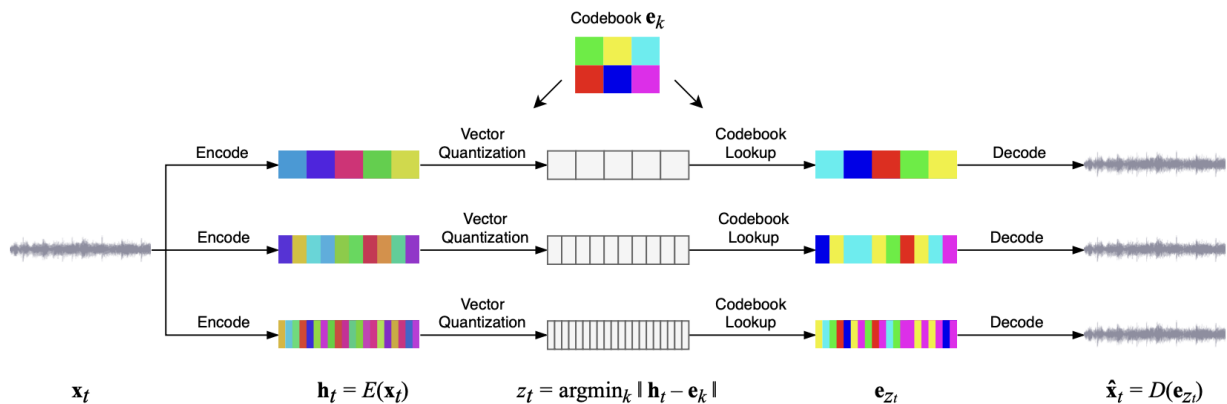 Codebook e_k
Encode
Vector
Quantization
Codebook
Lookup
Decode
Encode
Vector
Quantization
Codebook
Lookup
Decode
Encode
Vector
Quantization
Codebook
Lookup
Decode
x_t
h_t = E(x_t)
z_t = argmin_k ‖ h_t – e_k ‖
e_{z_t}
x̂_t = D(e_{z_t})